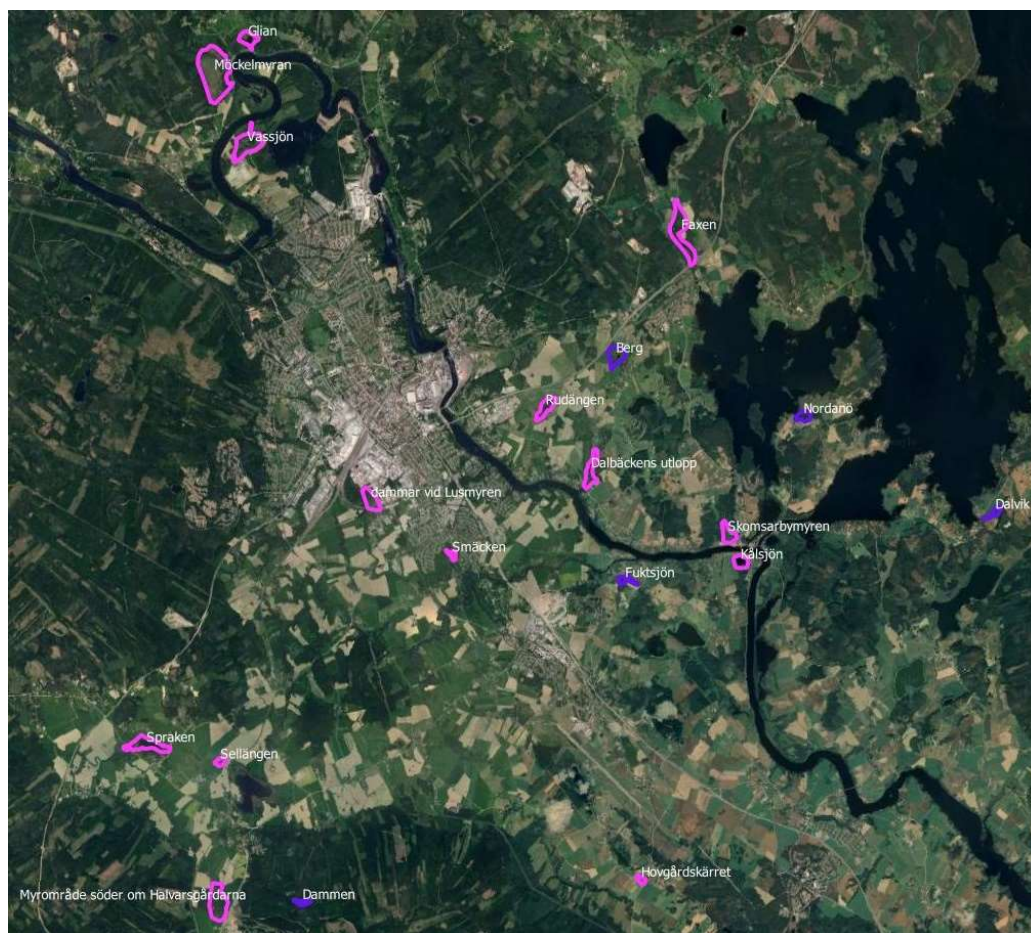 Glian
Möckelmyran
Vassjön
Faxen
Berg
Rudängen
Nordanö
Dalbäckens utlopp
dammar vid Lusmyren
Dalvik
Skomsarbymyren
Smäcken
Kålsjön
Fuktsjön
Spraken
Sellängen
Hovgårdskärret
Myrområde söder om Halvarsgårdarna
Dammen